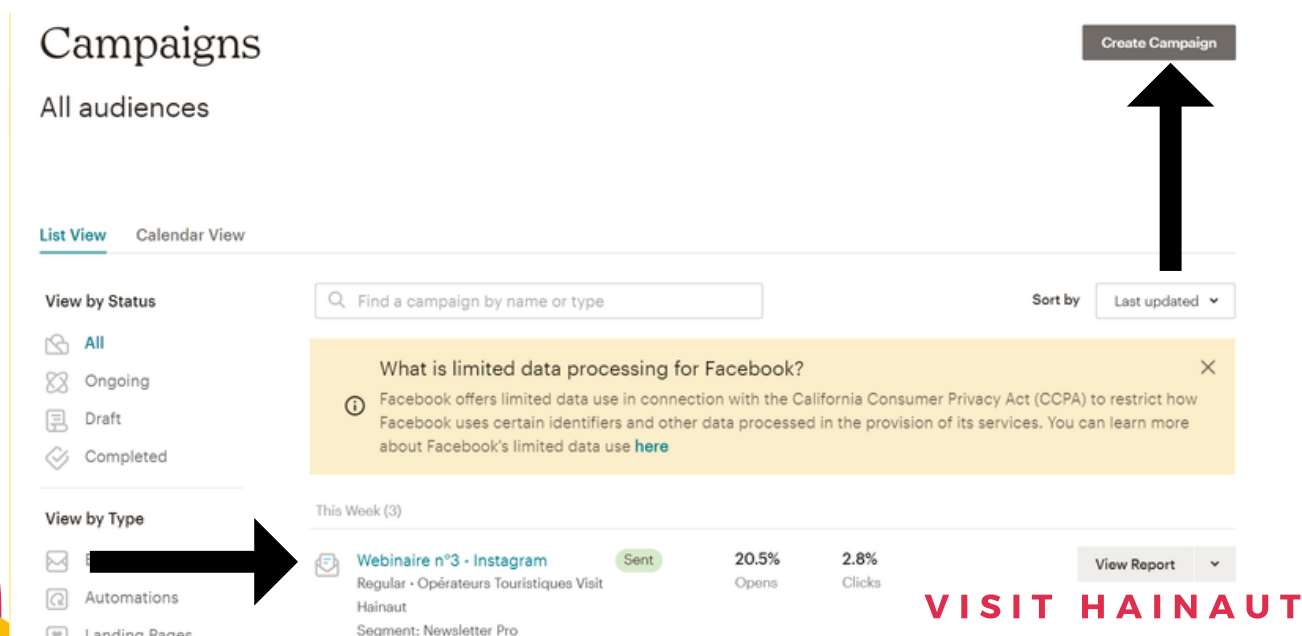 Campaigns
Create Campaign
All audiences
List View
Calendar View
View by Status
All
Ongoing
Draft
Completed
View by Type
Automations
Landing Pages
Find a campaign by name or type
Sort by
Last updated
What is limited data processing for Facebook?
Facebook offers limited data use in connection with the California Consumer Privacy Act (CCPA) to restrict how
Facebook uses certain identifiers and other data processed in the provision of its services. You can learn more
about Facebook's limited data use here
This Week (3)
Webinaire n°3 - Instagram
Sent
20.5%
2.8%
View Report
Regular · Opérateurs Touristiques Visit
Opens
Clicks
Hainaut
Segment: Newsletter Pro
VISIT HAINAUT